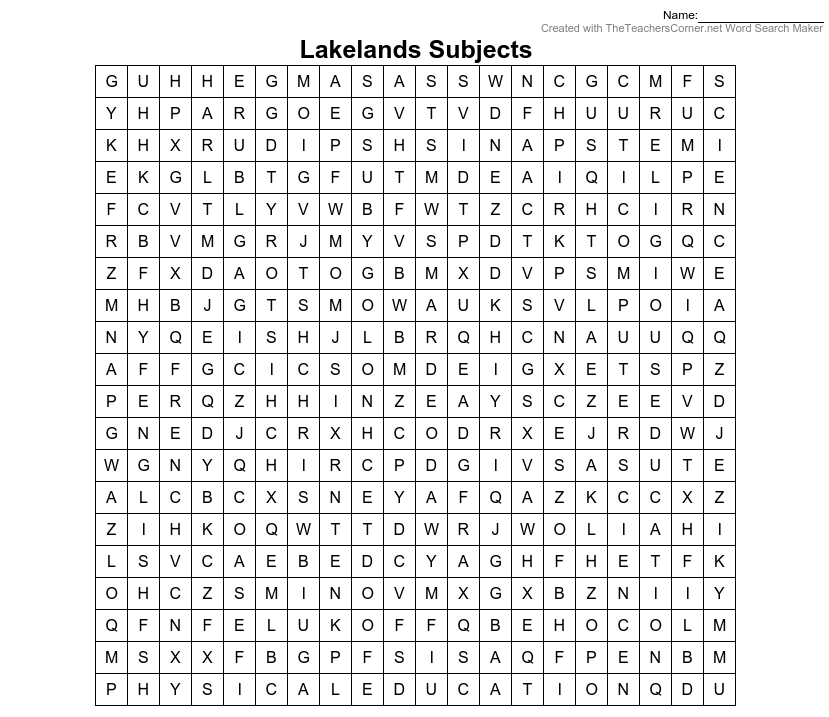 Name:
Created with TheTeachersCorner.net Word Search Maker
Lakelands Subjects
G U H H E G M A S A S S W N C G C M F S
Y H P A R G O E G V T V D F H U U R U C
K H X R U D I P S H S I N A P S T E M I
E K G L B T G F U T M D E A I Q I L P E
F C V T L Y V W B F W T Z C R H C I R N
R B V M G R J M Y V S P D T K T O G Q C
Z F X D A O T O G B M X D V P S M I W E
M H B J G T S M O W A U K S V L P O I A
N Y Q E I S H J L B R Q H C N A U U Q Q
A F F G C I C S O M D E I G X E T S P Z
P E R Q Z H H I N Z E A Y S C Z E E V D
G N E D J C R X H C O D R X E J R D W J
W G N Y Q H I R C P D G I V S A S U T E
A L C B C X S N E Y A F Q A Z K C C X Z
Z I H K O Q W T T D W R J W O L I A H I
L S V C A E B E D C Y A G H F H E T F K
O H C Z S M I N O V M X G X B Z N I I Y
Q F N F E L U K O F F Q B E H O C O L M
M S X X F B G P F S I S A Q F P E N B M
P H Y S I C A L E D U C A T I O N Q D U